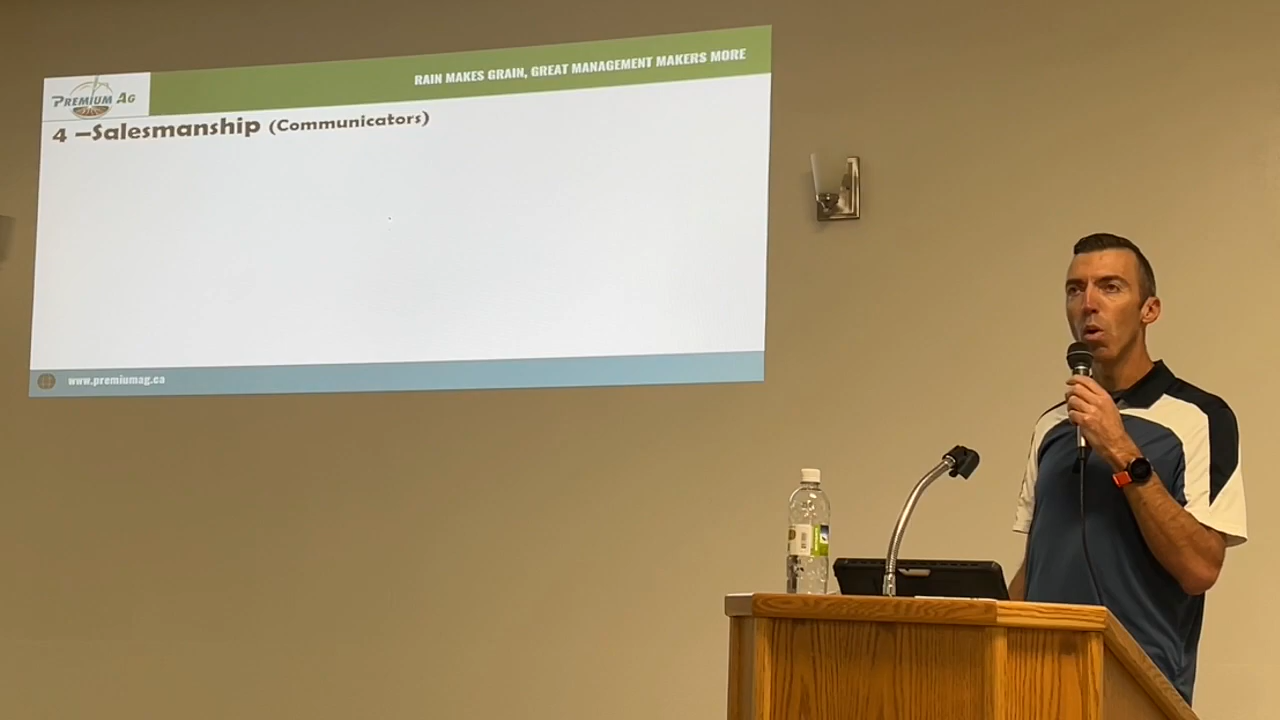 PREMIUM AG
RAIN MAKES GRAIN, GREAT MANAGEMENT MAKERS MORE
4 –Salesmanship (Communicators)
www.premiumag.ca